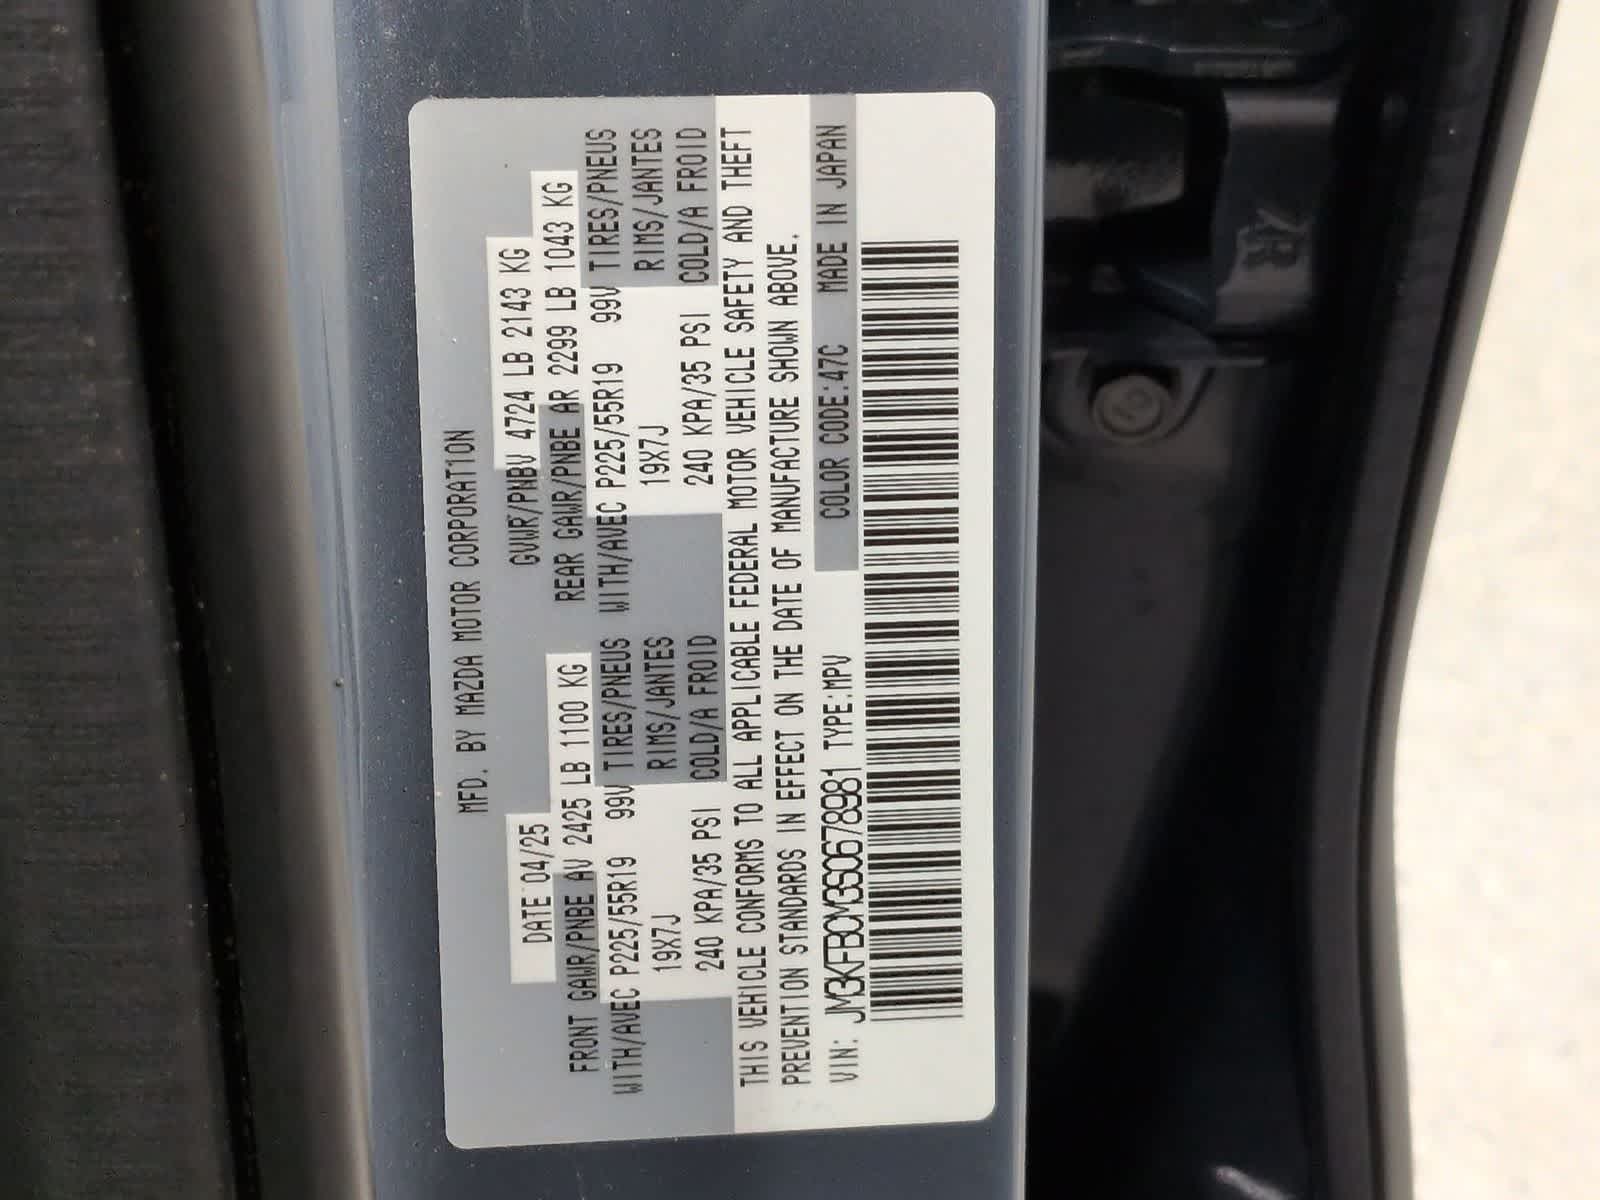 MFD. BY MAZDA MOTOR CORPORATION
DATE 04/25 GVWR/PNBV 4724 LB 2143 KG
FRONT GAWR/PNBE AV 2425 LB 1100 KG REAR GAWR/PNBE AR 2299 LB 1043 KG
WITH/AVEC P225/55R19 99V TIRES/PNEUS WITH/AVEC P225/55R19 99V TIRES/PNEUS
19X7J RIMS/JANTES 19X7J RIMS/JANTES
240 KPA/35 PSI COLD/A FROID 240 KPA/35 PSI COLD/A FROID
THIS VEHICLE CONFORMS TO ALL APPLICABLE FEDERAL MOTOR VEHICLE SAFETY AND THEFT
PREVENTION STANDARDS IN EFFECT ON THE DATE OF MANUFACTURE SHOWN ABOVE.
VIN: JM3KFBCM3S0678981 TYPE:MPV COLOR CODE:47C MADE IN JAPAN